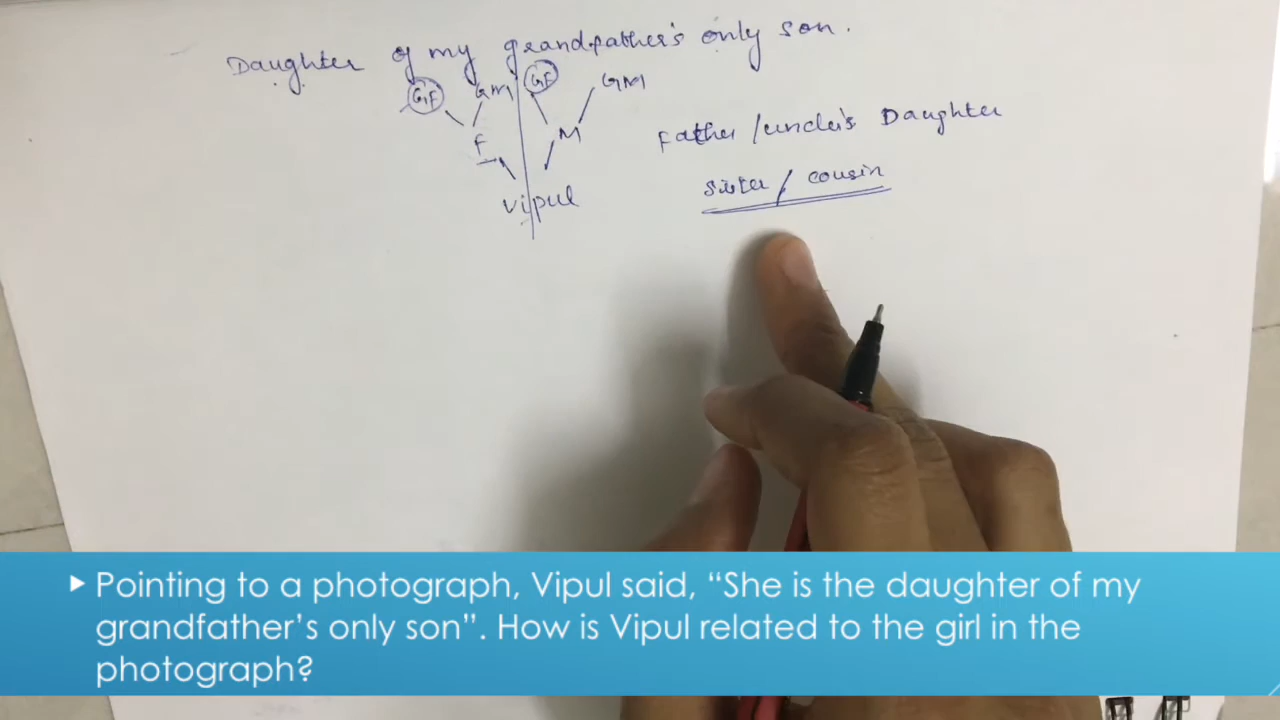 Daughter of my grandfather's only son.
GF GM GF GM
F M
Vipul
Father/uncle's Daughter
Sister / cousin
Pointing to a photograph, Vipul said, “She is the daughter of my
grandfather’s only son”. How is Vipul related to the girl in the
photograph?